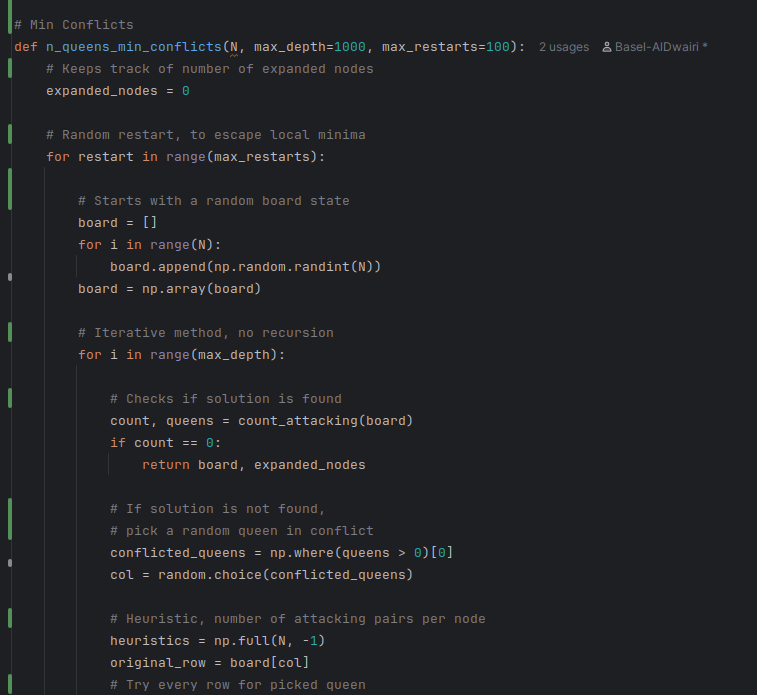 # Min Conflicts
def n_queens_min_conflicts(N, max_depth=1000, max_restarts=100): 2 usages Basel-AlDwairi *
# Keeps track of number of expanded nodes
expanded_nodes = 0
# Random restart, to escape local minima
for restart in range(max_restarts):
# Starts with a random board state
board = []
for i in range(N):
board.append(np.random.randint(N))
board = np.array(board)
# Iterative method, no recursion
for i in range(max_depth):
# Checks if solution is found
count, queens = count_attacking(board)
if count == 0:
return board, expanded_nodes
# If solution is not found,
# pick a random queen in conflict
conflicted_queens = np.where(queens > 0)[0]
col = random.choice(conflicted_queens)
# Heuristic, number of attacking pairs per node
heuristics = np.full(N, -1)
original_row = board[col]
# Try every row for picked queen